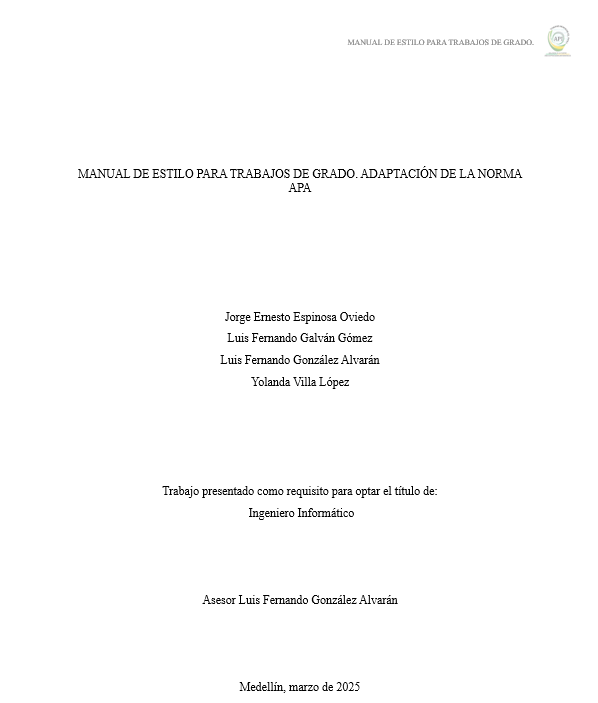 MANUAL DE ESTILO PARA TRABAJOS DE GRADO.
MANUAL DE ESTILO PARA TRABAJOS DE GRADO. ADAPTACIÓN DE LA NORMA
APA
Jorge Ernesto Espinosa Oviedo
Luis Fernando Galván Gómez
Luis Fernando González Alvarán
Yolanda Villa López
Trabajo presentado como requisito para optar el título de:
Ingeniero Informático
Asesor Luis Fernando González Alvarán
Medellín, marzo de 2025